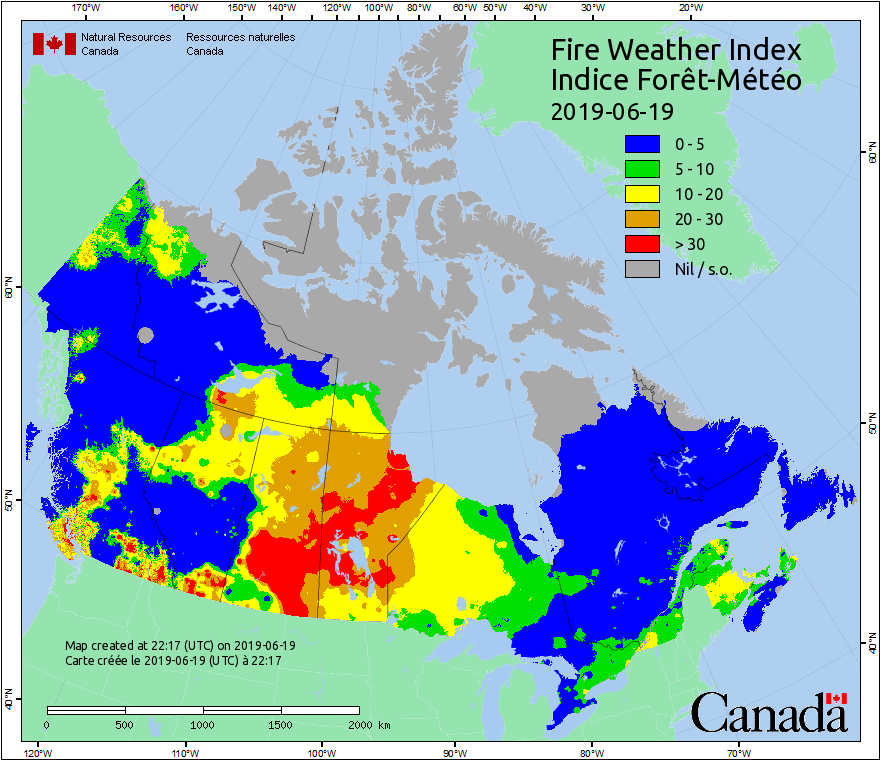 170°W 160°W 150°W 140°W 120°W 100°W 80°W 60°W 50°W 40°W 30°W 20°W
Natural Resources Ressources naturelles
Canada Canada
Fire Weather Index
Indice Forêt-Météo
2019-06-19
0 - 5
5 - 10
10 - 20
20 - 30
> 30
Nil / s.o.
60°N
60°N
50°N
50°N
40°N
40°N
Map created at 22:17 (UTC) on 2019-06-19
Carte créée le 2019-06-19 (UTC) à 22:17
0 500 1000 1500 2000 km
Canada
120°W 110°W 100°W 90°W 80°W 70°W